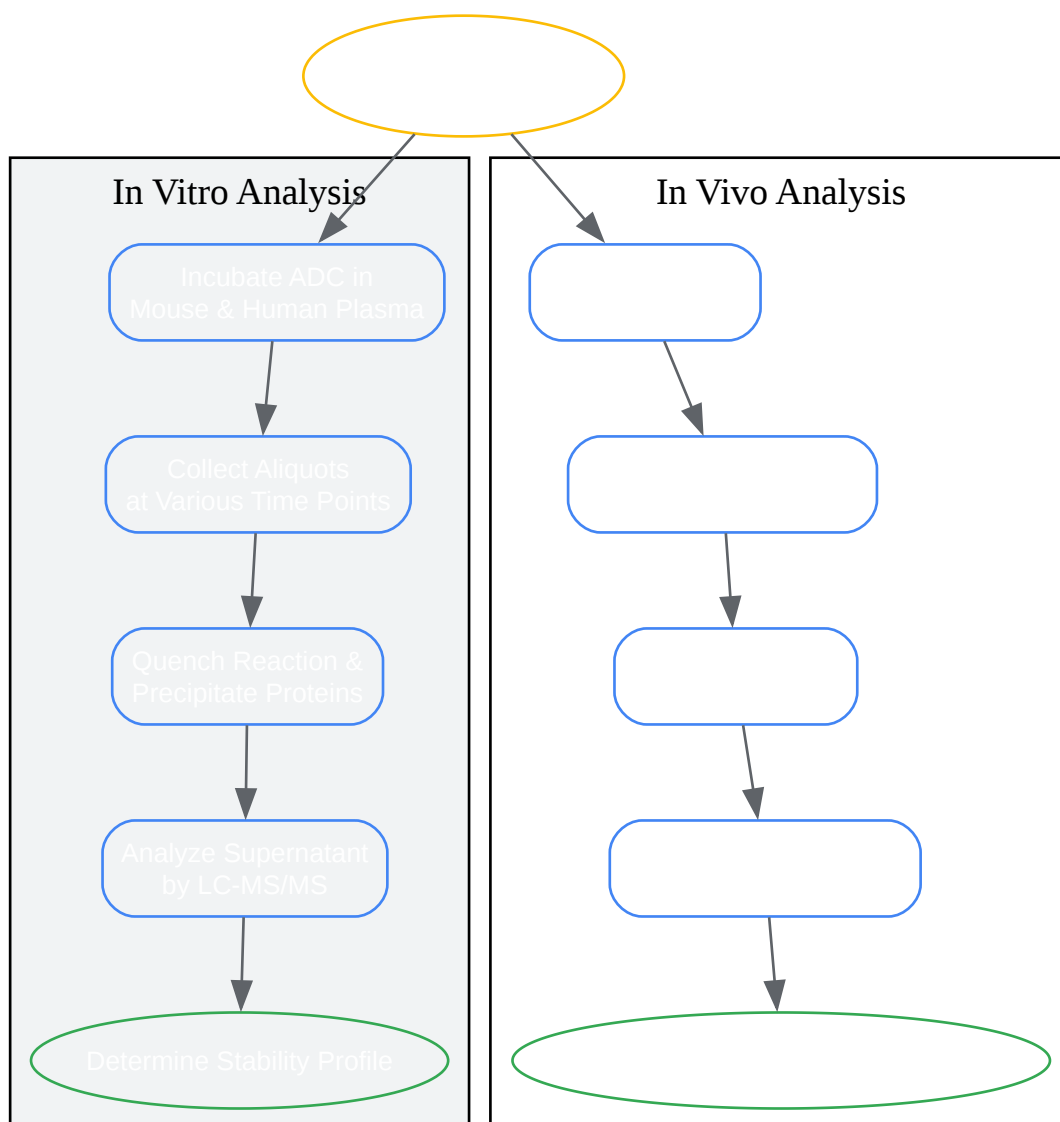 In Vitro Analysis
In Vivo Analysis
Incubate ADC in
Mouse & Human Plasma
Collect Aliquots
at Various Time Points
Quench Reaction &
Precipitate Proteins
Analyze Supernatant
by LC-MS/MS
Determine Stability Profile